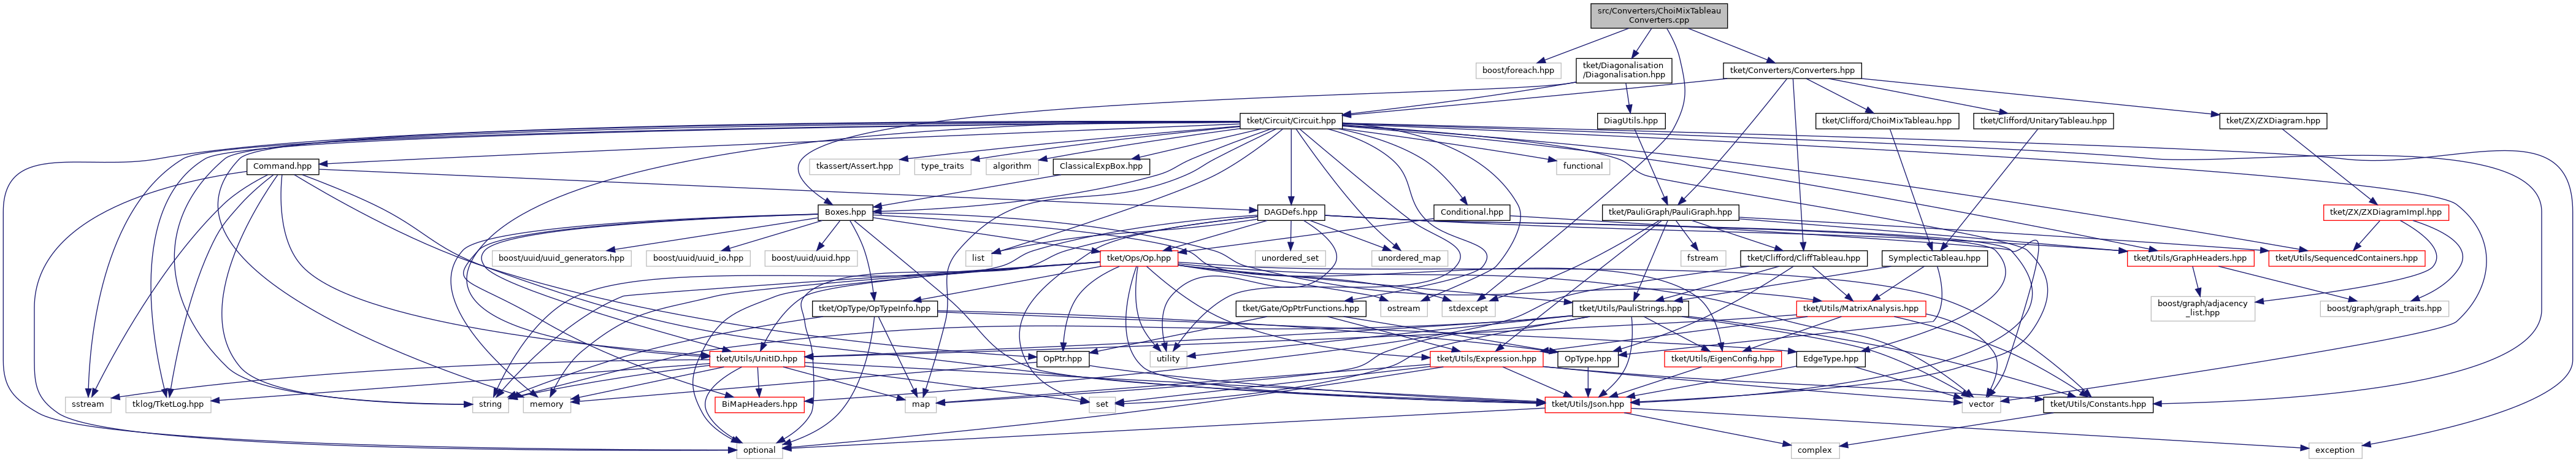 src/Converters/ChoiMixTableau
Converters.cpp
boost/foreach.hpp
tket/Diagonalisation
/Diagonalisation.hpp
tket/Converters/Converters.hpp
tket/Circuit/Circuit.hpp
DiagUtils.hpp
tket/Clifford/ChoiMixTableau.hpp
tket/Clifford/UnitaryTableau.hpp
tket/ZX/ZXDiagram.hpp
Command.hpp
tkassert/Assert.hpp
type_traits
algorithm
ClassicalExpBox.hpp
functional
Boxes.hpp
DAGDefs.hpp
Conditional.hpp
tket/PauliGraph/PauliGraph.hpp
tket/ZX/ZXDiagramImpl.hpp
boost/uuid/uuid_generators.hpp
boost/uuid/uuid_io.hpp
boost/uuid/uuid.hpp
list
tket/Ops/Op.hpp
unordered_set
unordered_map
fstream
tket/Clifford/CliffTableau.hpp
SymplecticTableau.hpp
tket/Utils/GraphHeaders.hpp
tket/Utils/SequencedContainers.hpp
tket/OpType/OpTypeInfo.hpp
tket/Gate/OpPtrFunctions.hpp
ostream
stdexcept
tket/Utils/PauliStrings.hpp
tket/Utils/MatrixAnalysis.hpp
boost/graph/adjacency
_list.hpp
boost/graph/graph_traits.hpp
tket/Utils/UnitID.hpp
OpPtr.hpp
utility
tket/Utils/Expression.hpp
OpType.hpp
tket/Utils/EigenConfig.hpp
EdgeType.hpp
sstream
tklog/TketLog.hpp
string
memory
BiMapHeaders.hpp
map
set
tket/Utils/Json.hpp
vector
tket/Utils/Constants.hpp
optional
complex
exception